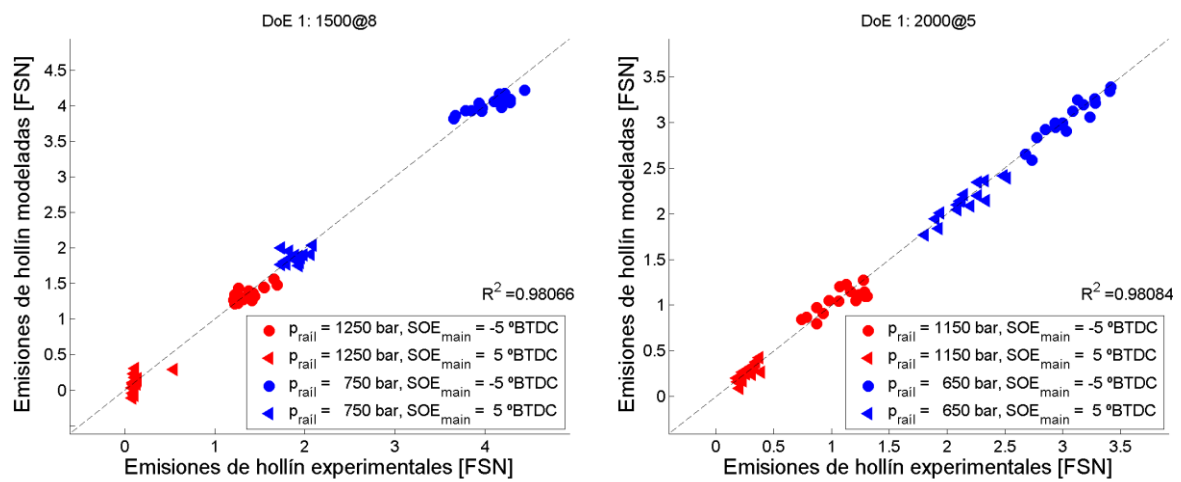 DoE 1: 1500@8
Emisiones de hollín modeladas [FSN]
4.5
4
3.5
3
2.5
2
1.5
1
0.5
0
0 1 2 3 4
Emisiones de hollín experimentales [FSN]
R² =0.98066
p_rail = 1250 bar, SOE_main = -5 ºBTDC
p_rail = 1250 bar, SOE_main = 5 ºBTDC
p_rail = 750 bar, SOE_main = -5 ºBTDC
p_rail = 750 bar, SOE_main = 5 ºBTDC
DoE 1: 2000@5
Emisiones de hollín modeladas [FSN]
3.5
3
2.5
2
1.5
1
0.5
0
0 0.5 1 1.5 2 2.5 3 3.5
Emisiones de hollín experimentales [FSN]
R² =0.98084
p_rail = 1150 bar, SOE_main = -5 ºBTDC
p_rail = 1150 bar, SOE_main = 5 ºBTDC
p_rail = 650 bar, SOE_main = -5 ºBTDC
p_rail = 650 bar, SOE_main = 5 ºBTDC